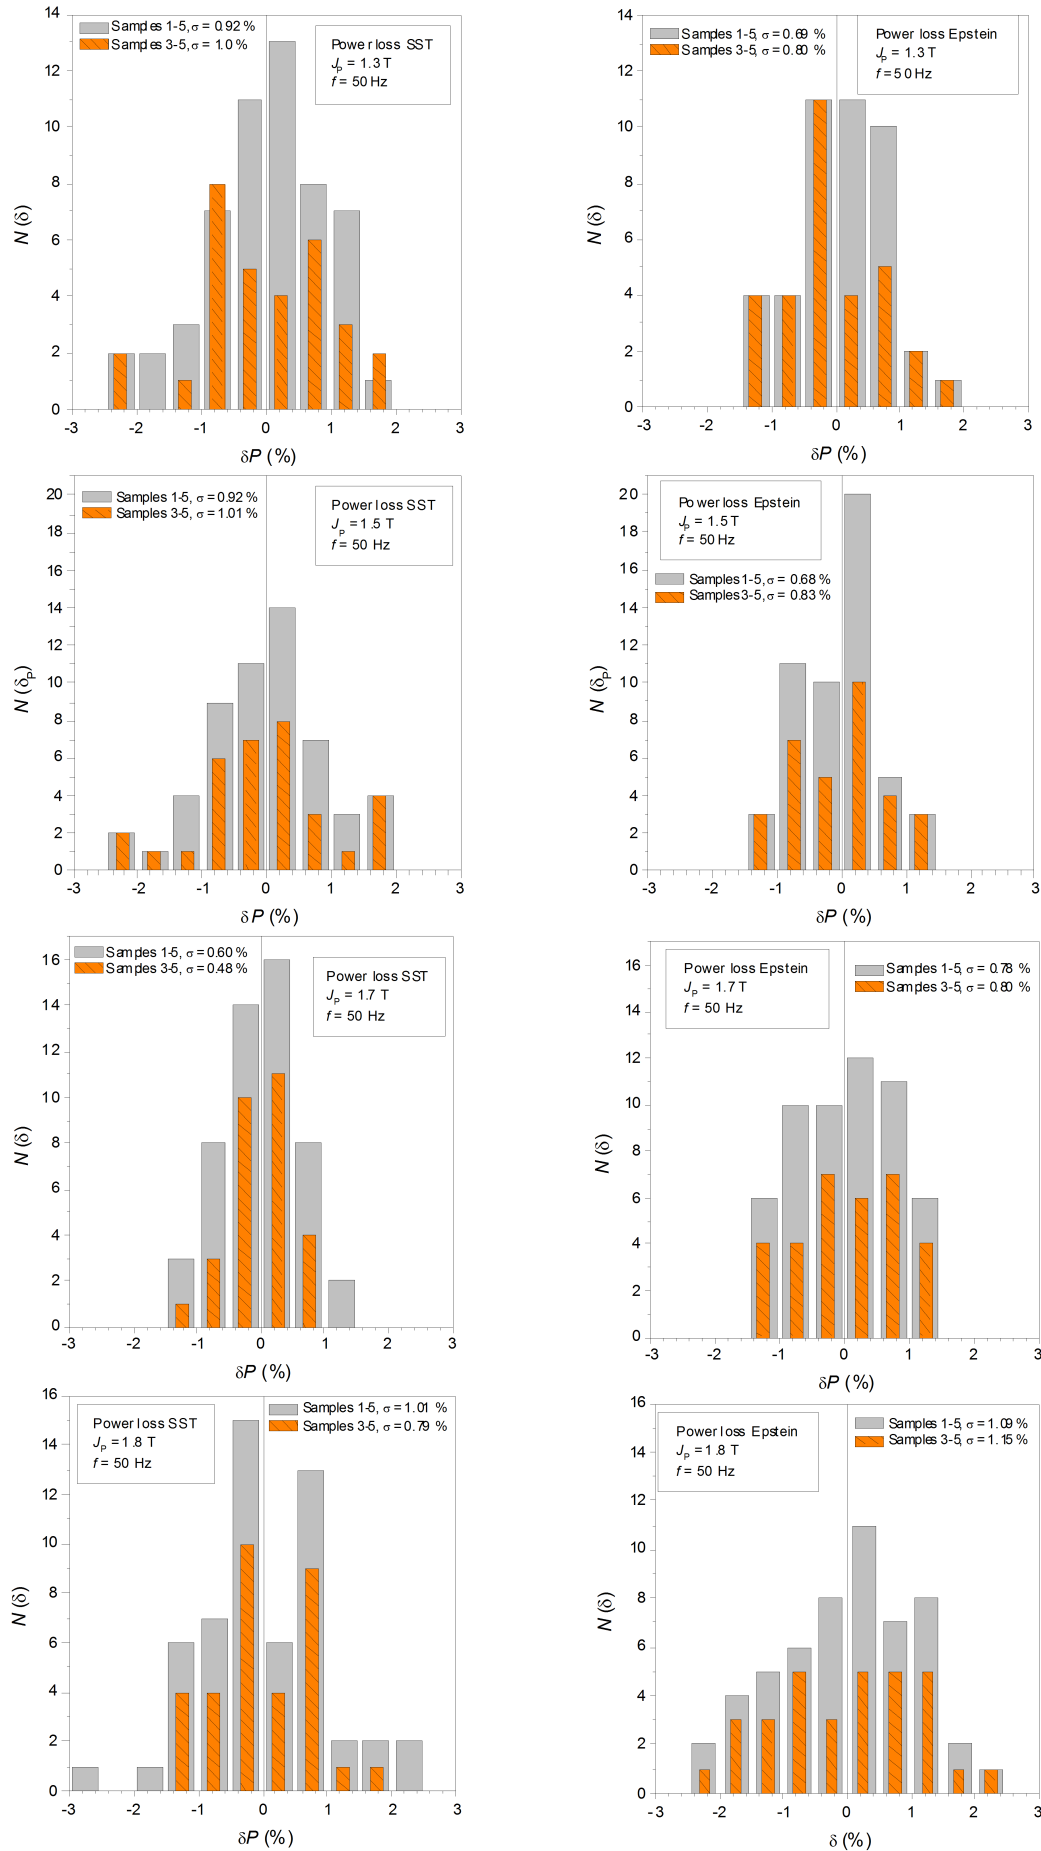 Samples 1-5, σ = 0.92 %
Samples 3-5, σ = 1.0 %
Power loss SST
JP = 1.3 T
f = 50 Hz
14
12
10
8
6
4
2
0
N (δ)
-3 -2 -1 0 1 2 3
δP (%)
Samples 1-5, σ = 0.69 %
Samples 3-5, σ = 0.80 %
Power loss Epstein
JP = 1.3 T
f = 50 Hz
14
12
10
8
6
4
2
0
N (δ)
-3 -2 -1 0 1 2 3
δP (%)
Samples 1-5, σ = 0.92 %
Samples 3-5, σ = 1.01 %
Power loss SST
JP = 1.5 T
f = 50 Hz
20
18
16
14
12
10
8
6
4
2
0
N (δP)
-3 -2 -1 0 1 2 3
δP (%)
Power loss Epstein
JP = 1.5 T
f = 50 Hz
Samples 1-5, σ = 0.68 %
Samples 3-5, σ = 0.83 %
20
18
16
14
12
10
8
6
4
2
0
N (δP)
-3 -2 -1 0 1 2 3
δP (%)
Samples 1-5, σ = 0.60 %
Samples 3-5, σ = 0.48 %
Power loss SST
JP = 1.7 T
f = 50 Hz
16
14
12
10
8
6
4
2
0
N (δ)
-3 -2 -1 0 1 2 3
δP (%)
Power loss Epstein
JP = 1.7 T
f = 50 Hz
Samples 1-5, σ = 0.78 %
Samples 3-5, σ = 0.80 %
16
14
12
10
8
6
4
2
0
N (δ)
-3 -2 -1 0 1 2 3
δP (%)
Power loss SST
JP = 1.8 T
f = 50 Hz
Samples 1-5, σ = 1.01 %
Samples 3-5, σ = 0.79 %
16
14
12
10
8
6
4
2
0
N (δ)
-3 -2 -1 0 1 2 3
δP (%)
Power loss Epstein
JP = 1.8 T
f = 50 Hz
Samples 1-5, σ = 1.09 %
Samples 3-5, σ = 1.15 %
16
14
12
10
8
6
4
2
0
N (δ)
-3 -2 -1 0 1 2 3
δ (%)